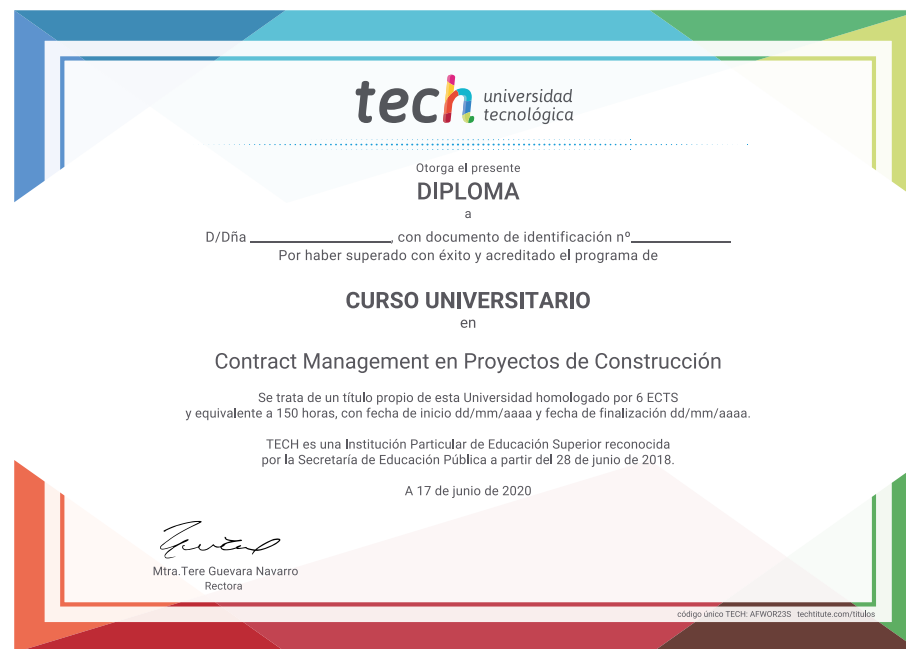 tech universidad
tecnológica
Otorga el presente
DIPLOMA
a
D/Dña ________________, con documento de identificación nº____________
Por haber superado con éxito y acreditado el programa de
CURSO UNIVERSITARIO
en
Contract Management en Proyectos de Construcción
Se trata de un título propio de esta Universidad homologado por 6 ECTS
y equivalente a 150 horas, con fecha de inicio dd/mm/aaaa y fecha de finalización dd/mm/aaaa.
TECH es una Institución Particular de Educación Superior reconocida
por la Secretaría de Educación Pública a partir del 28 de junio de 2018.
A 17 de junio de 2020
Mtra.Tere Guevara Navarro
Rectora
código único TECH: AFWOR23S techtitute.com/titulos